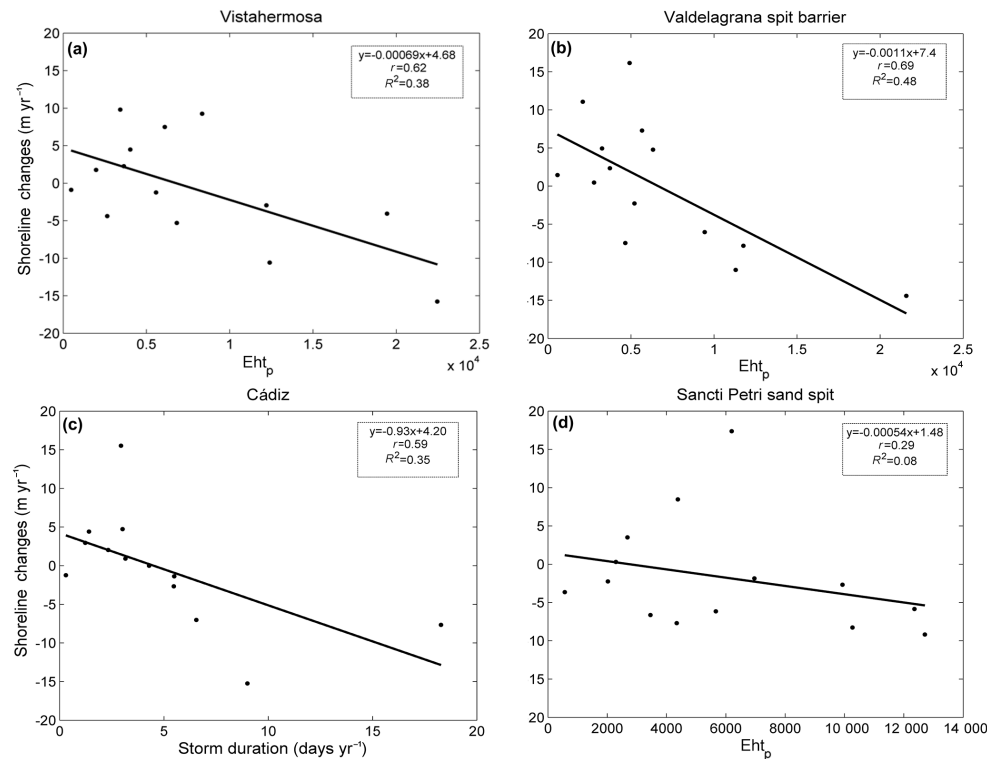 Vistahermosa
(a)
y=-0.00069x+4.68
r=0.62
R²=0.38
Shoreline changes (m yr⁻¹)
20
15
10
5
0
-5
-10
-15
-20
0
0.5
1
1.5
2
2.5
x 10⁴
Ehtₚ
Valdelagrana spit barrier
(b)
y=-0.0011x+7.4
r=0.69
R²=0.48
20
15
10
5
0
-5
-10
-15
-20
0
0.5
1
1.5
2
2.5
x 10⁴
Ehtₚ
Cádiz
(c)
y=-0.93x+4.20
r=0.59
R²=0.35
Shoreline changes (m yr⁻¹)
20
15
10
5
0
-5
-10
-15
-20
0
5
10
15
20
Storm duration (days yr⁻¹)
Sancti Petri sand spit
(d)
y=-0.00054x+1.48
r=0.29
R²=0.08
20
15
10
5
0
5
10
15
20
0
2000
4000
6000
8000
10 000
12 000
14 000
Ehtₚ